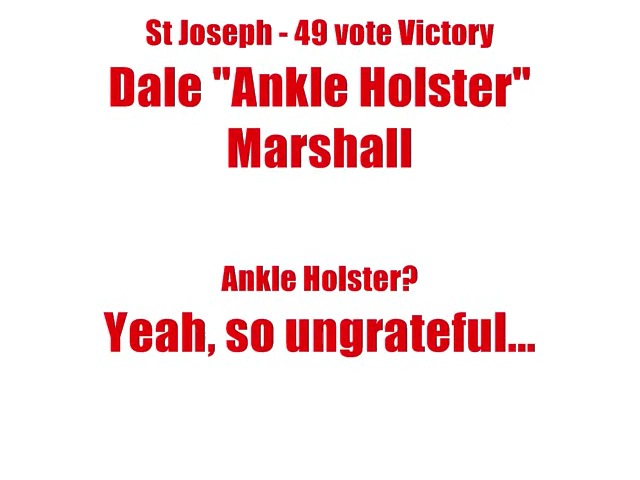 St Joseph - 49 vote Victory
Dale "Ankle Holster"
Marshall
Ankle Holster?
Yeah, so ungrateful...